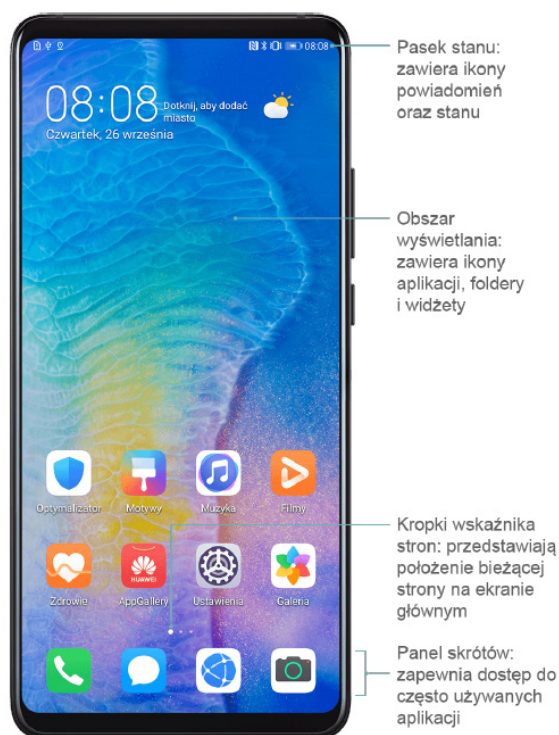 08:08
Pasek stanu:
zawiera ikony
powiadomień
oraz stanu
08:08
Dotknij, aby dodać
miasto
Czwartek, 26 września
Obszar
wyświetlania:
zawiera ikony
aplikacji, foldery
i widżety
Optymalizator Motywy Muzyka Filmy
HUAWEI
Zdrowie AppGallery Ustawienia Galeria
Kropki wskaźnika
stron: przedstawiają
położenie bieżącej
strony na ekranie
głównym
Panel skrótów:
zapewnia dostęp do
często używanych
aplikacji